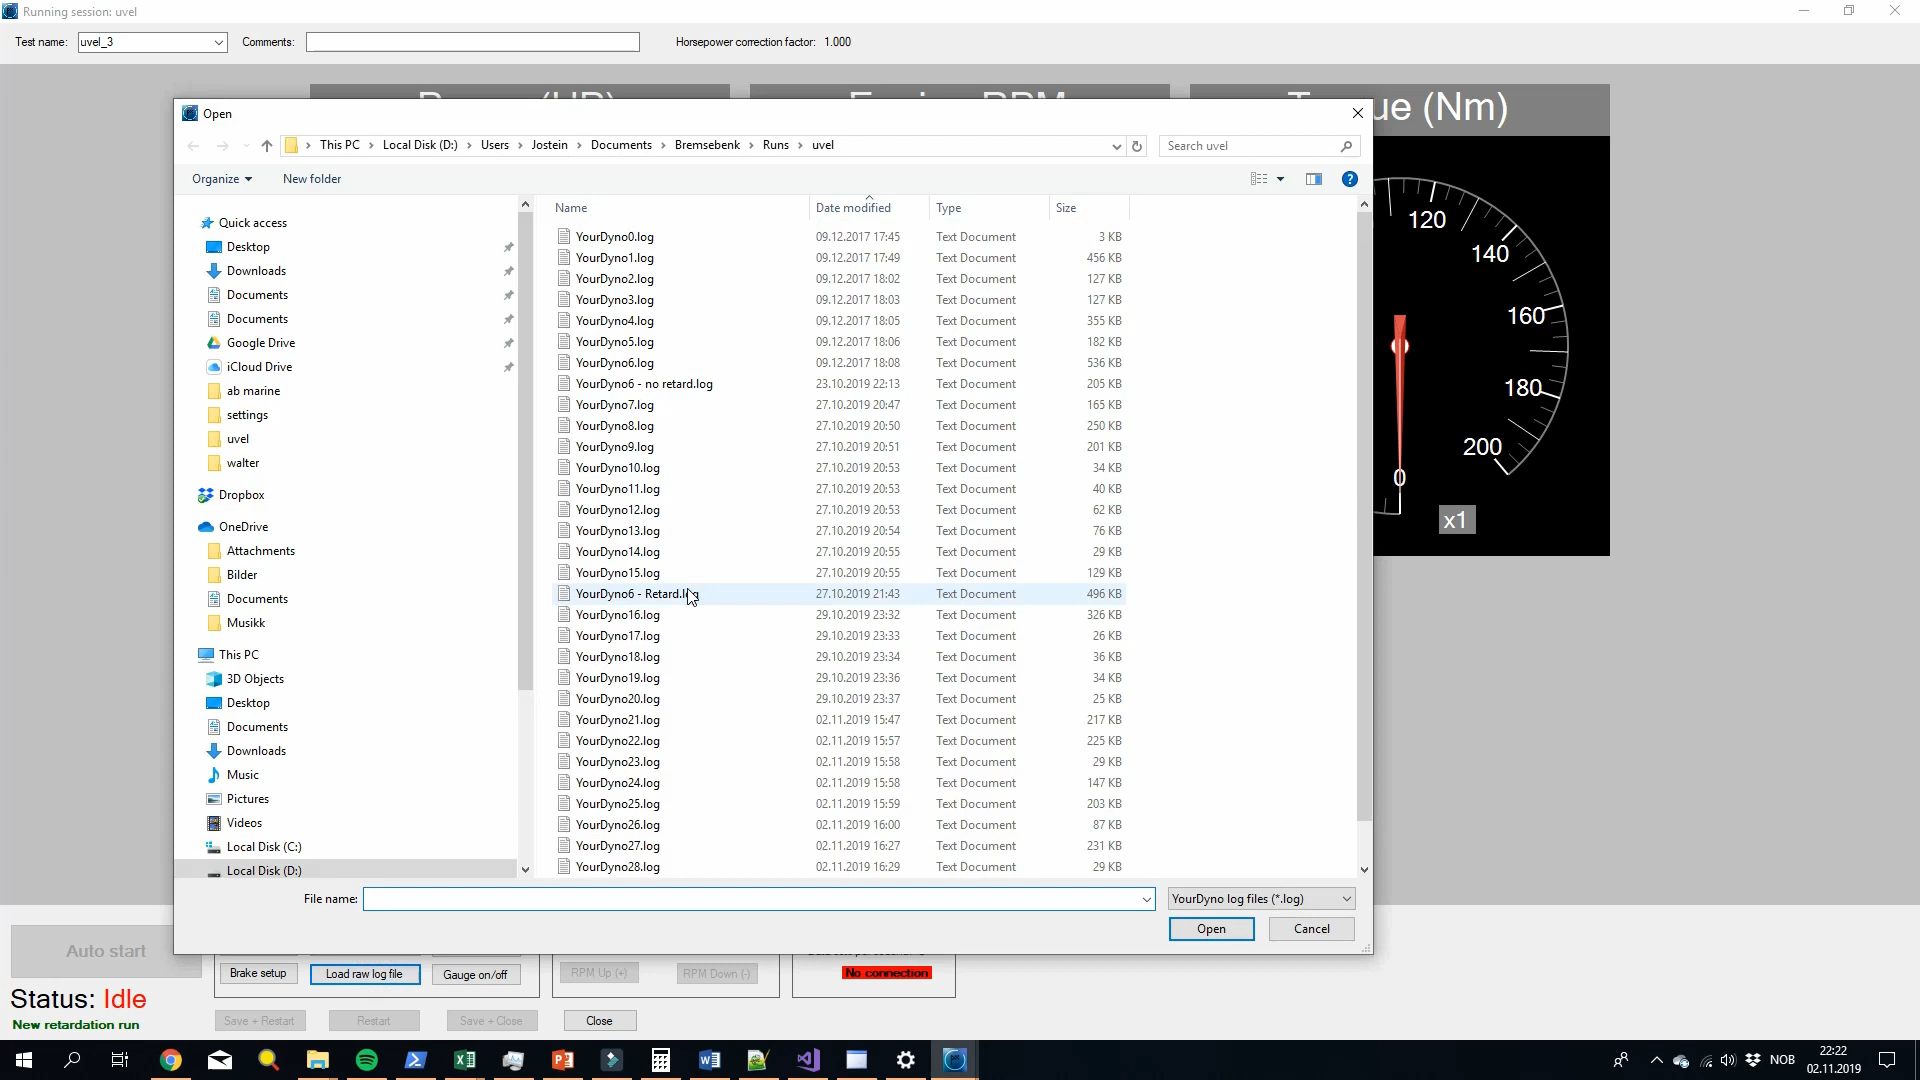 Running session: uvel
Test name: uvel_3 Comments: Horsepower correction factor: 1.000
Torque (Nm)
Open
This PC Local Disk (D:) Users Jostein Documents Bremsebenk Runs uvel Search uvel
Organize New folder
Name Date modified Type Size
Quick access
Desktop
Downloads
Documents
Documents
Google Drive
iCloud Drive
ab marine
settings
uvel
walter
Dropbox
OneDrive
Attachments
Bilder
Documents
Musikk
This PC
3D Objects
Desktop
Documents
Downloads
Music
Pictures
Videos
Local Disk (C:)
Local Disk (D:)
YourDyno0.log 09.12.2017 17:45 Text Document 3 KB
YourDyno1.log 09.12.2017 17:49 Text Document 456 KB
YourDyno2.log 09.12.2017 18:02 Text Document 127 KB
YourDyno3.log 09.12.2017 18:03 Text Document 127 KB
YourDyno4.log 09.12.2017 18:05 Text Document 355 KB
YourDyno5.log 09.12.2017 18:06 Text Document 182 KB
YourDyno6.log 09.12.2017 18:08 Text Document 536 KB
YourDyno6 - no retard.log 23.10.2019 22:13 Text Document 205 KB
YourDyno7.log 27.10.2019 20:47 Text Document 165 KB
YourDyno8.log 27.10.2019 20:50 Text Document 250 KB
YourDyno9.log 27.10.2019 20:51 Text Document 201 KB
YourDyno10.log 27.10.2019 20:53 Text Document 34 KB
YourDyno11.log 27.10.2019 20:53 Text Document 40 KB
YourDyno12.log 27.10.2019 20:53 Text Document 62 KB
YourDyno13.log 27.10.2019 20:54 Text Document 76 KB
YourDyno14.log 27.10.2019 20:55 Text Document 29 KB
YourDyno15.log 27.10.2019 20:55 Text Document 129 KB
YourDyno6 - Retard.log 27.10.2019 21:43 Text Document 496 KB
YourDyno16.log 29.10.2019 23:32 Text Document 326 KB
YourDyno17.log 29.10.2019 23:33 Text Document 26 KB
YourDyno18.log 29.10.2019 23:34 Text Document 36 KB
YourDyno19.log 29.10.2019 23:36 Text Document 34 KB
YourDyno20.log 29.10.2019 23:37 Text Document 25 KB
YourDyno21.log 02.11.2019 15:47 Text Document 217 KB
YourDyno22.log 02.11.2019 15:57 Text Document 225 KB
YourDyno23.log 02.11.2019 15:58 Text Document 29 KB
YourDyno24.log 02.11.2019 15:58 Text Document 147 KB
YourDyno25.log 02.11.2019 15:59 Text Document 203 KB
YourDyno26.log 02.11.2019 16:00 Text Document 87 KB
YourDyno27.log 02.11.2019 16:27 Text Document 231 KB
YourDyno28.log 02.11.2019 16:29 Text Document 29 KB
120
140
160
180
200
0
x1
File name: YourDyno log files (*.log)
Open Cancel
Auto start
Brake setup Load raw log file Gauge on/off RPM Up (+) RPM Down (-) No connection
Status: Idle
New retardation run
Save + Restart Restart Save + Close Close
NOB
22:22
02.11.2019